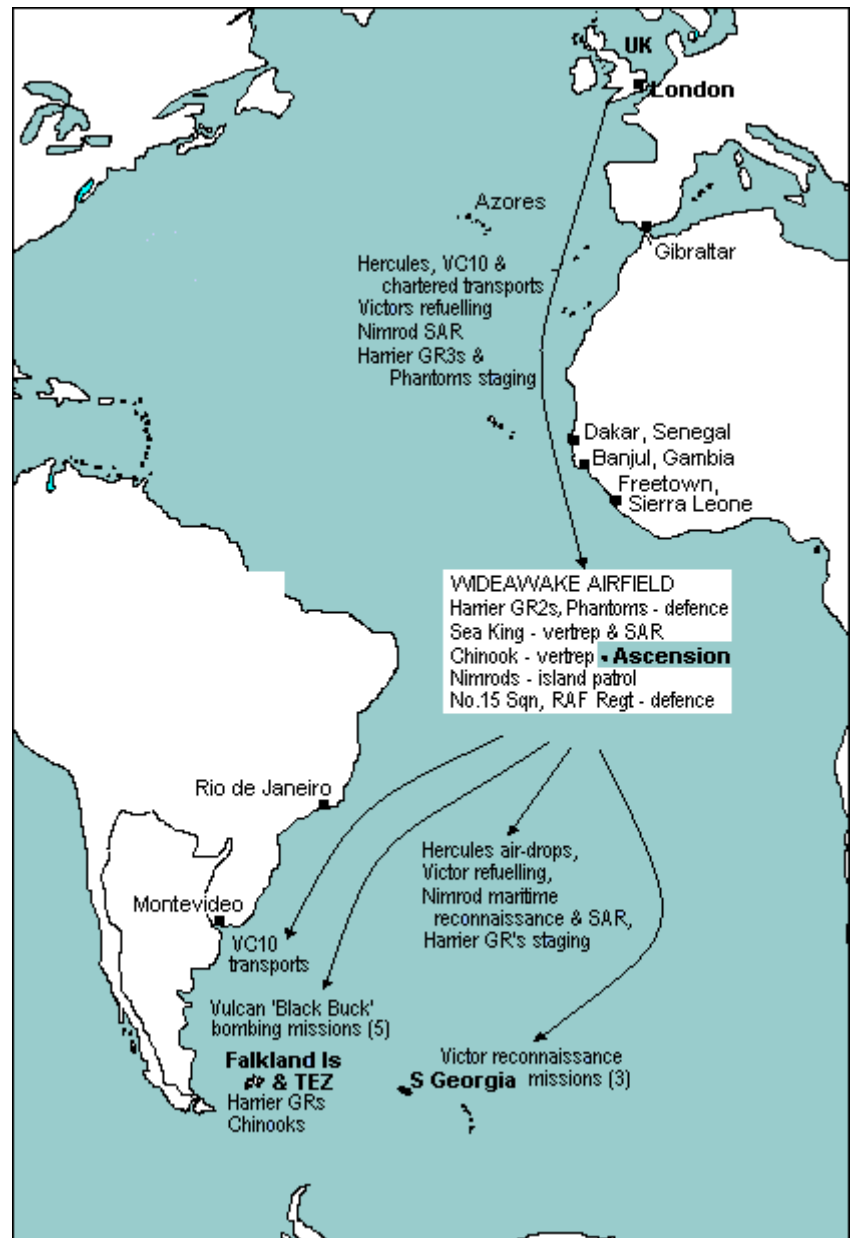 UK
London
Azores
Gibraltar
Hercules, VC10 &
chartered transports
Victors refuelling
Nimrod SAR
Harrier GR3s &
Phantoms staging
Dakar, Senegal
Banjul, Gambia
Freetown,
Sierra Leone
WIDEAWAKE AIRFIELD
Harrier GR2s, Phantoms - defence
Sea King - vertrep & SAR
Chinook - vertrep
Ascension
Nimrods - island patrol
No.15 Sqn, RAF Regt - defence
Rio de Janeiro
Montevideo
VC10
transports
Hercules air-drops,
Victor refuelling,
Nimrod maritime
reconnaissance & SAR,
Harrier GR's staging
Vulcan 'Black Buck'
bombing missions (5)
Falkland Is
& TEZ
Harrier GRs
Chinooks
Victor reconnaissance
missions (3)
S Georgia